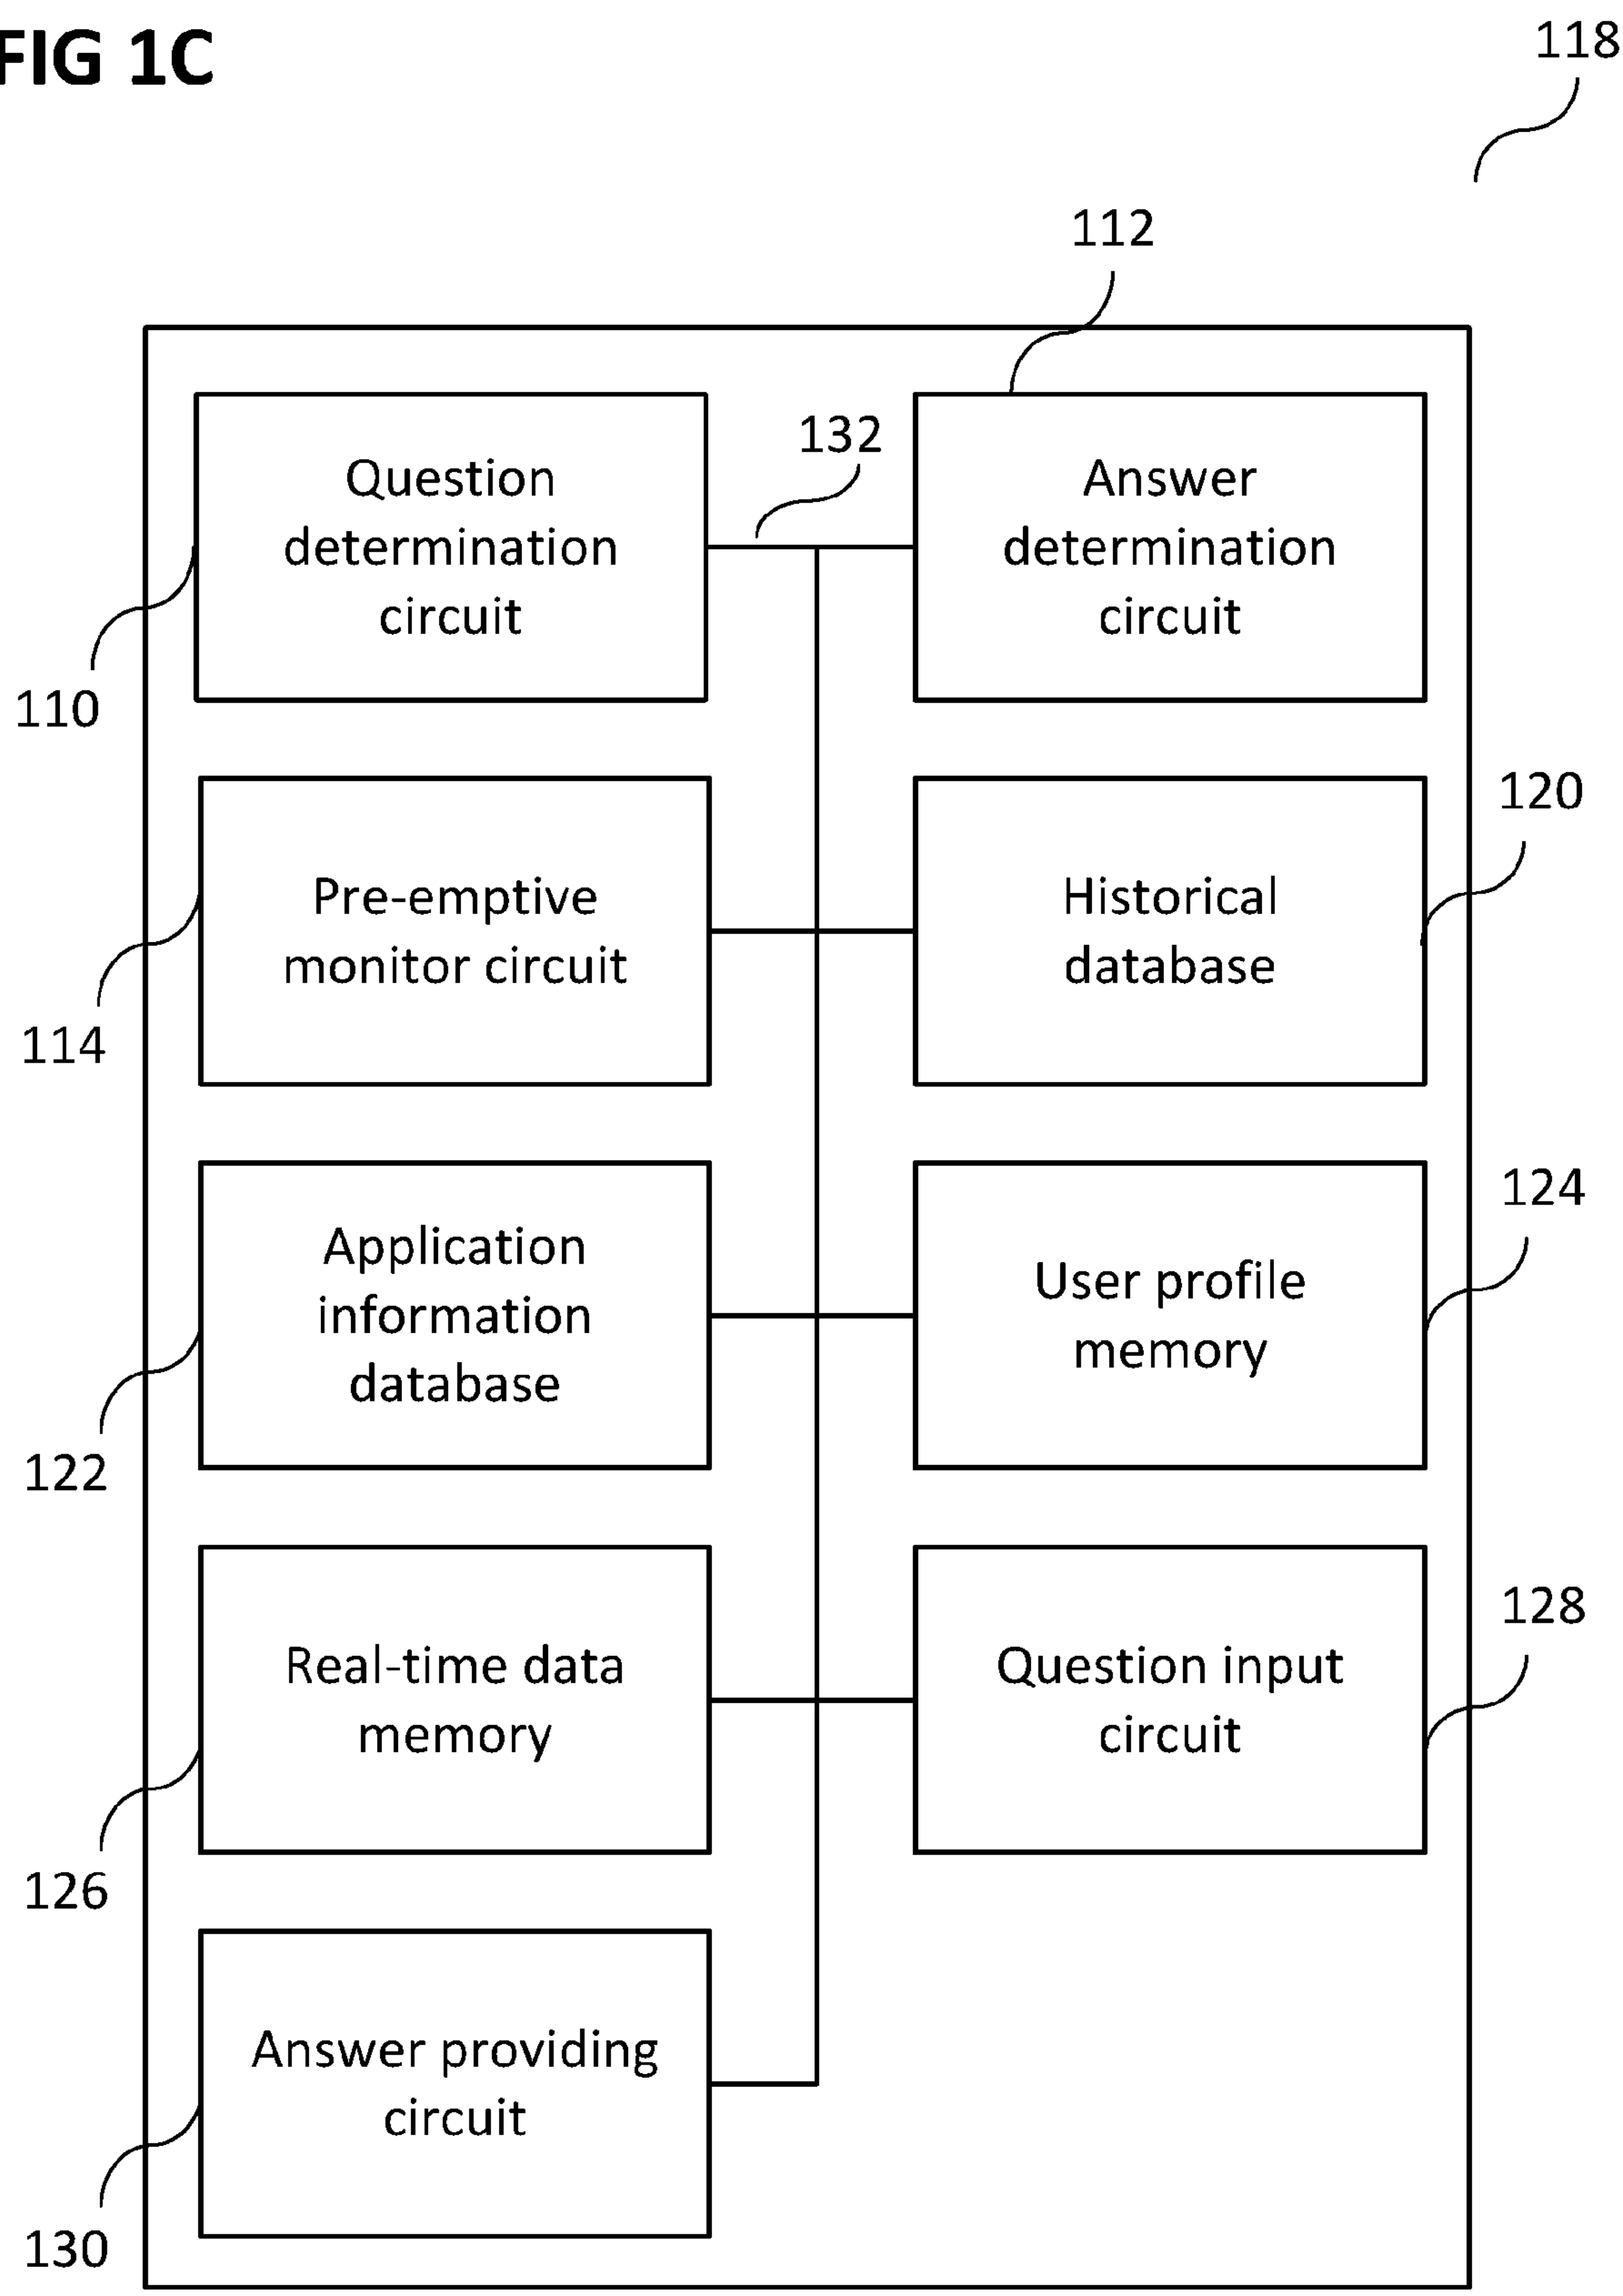 FIG 1C
118
112
132
Question
determination
circuit
Answer
determination
circuit
110
Pre-emptive
monitor circuit
Historical
database
120
114
Application
information
database
User profile
memory
124
122
Real-time data
memory
Question input
circuit
128
126
Answer providing
circuit
130